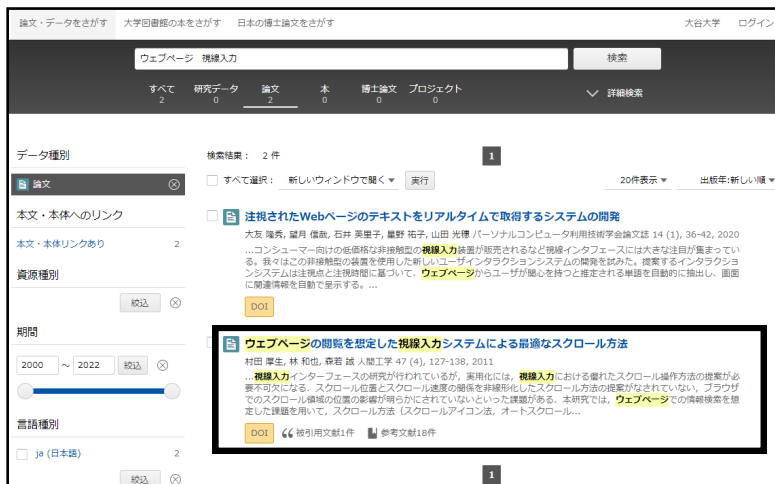 論文・データをさがす 大学図書館の本をさがす 日本の博士論文をさがす 大谷大学 ログイン
ウェブページ 視線入力 検索
すべて 研究データ 論文 本 博士論文 プロジェクト 詳細検索
2 0 2 0 0 0
データ種別
論文
本文・本体へのリンク
本文・本体リンクあり 2
資源種別
絞込
期間
2000 ～ 2022 絞込
言語種別
ja (日本語) 2
絞込
検索結果： 2 件 1
すべて選択： 新しいウィンドウで開く 実行 20件表示 出版年:新しい順
注視されたWebページのテキストをリアルタイムで取得するシステムの開発
大友 隆秀, 望月 信哉, 石井 英里子, 星野 祐子, 山田 光穗 パーソナルコンピュータ利用技術学会論文誌 14 (1), 36-42, 2020
…コンシューマー向けの低価格な非接触型の視線入力装置が販売されるなど視線インタフェースには大きな注目が集まってい
る。我々はこの非接触型の装置を使用した新しいユーザインタラクションシステムの開発を試みた。提案するインタラクショ
ンシステムは注視点と注視時間に基づいて、ウェブページからユーザが関心を持つと推定される単語を自動的に抽出し、画面
に関連情報を自動で呈示する。…
DOI
ウェブページの閲覧を想定した視線入力システムによる最適なスクロール方法
村田 厚生, 林 和也, 森若 誠 人間工学 47 (4), 127-138, 2011
…視線入力インターフェースの研究が行われているが，実用化には，視線入力における優れたスクロール操作方法の提案が必
要不可欠になる．スクロール位置とスクロール速度の関係を非線形化したスクロール方法の提案がなされていない，ブラウザ
でのスクロール領域の位置の影響が明らかにされていないといった課題がある．本研究では，ウェブページでの情報検索を想
定した課題を用いて，スクロール方法（スクロールアイコン法，オートスクロール…
DOI 被引用文献1件 参考文献18件
1